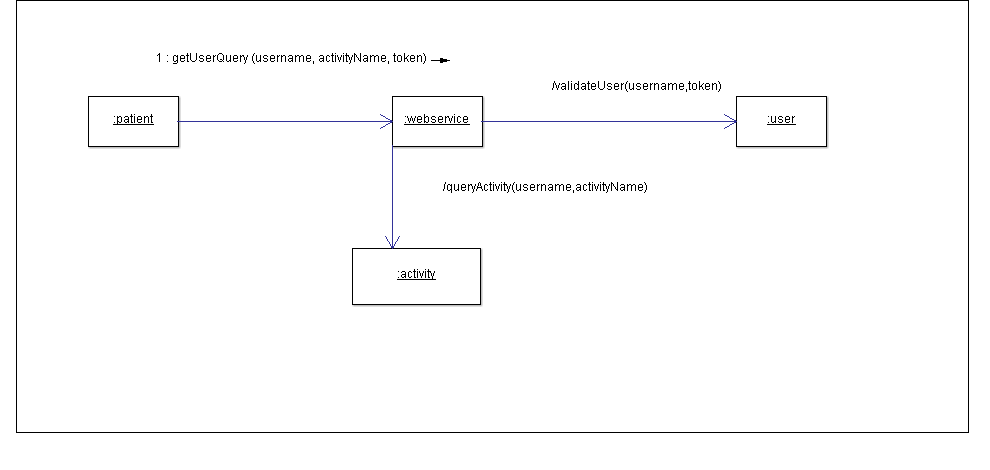 1 : getUserQuery (username, activityName, token)
/validateUser(username,token)
:patient
:webservice
:user
/queryActivity(username,activityName)
:activity